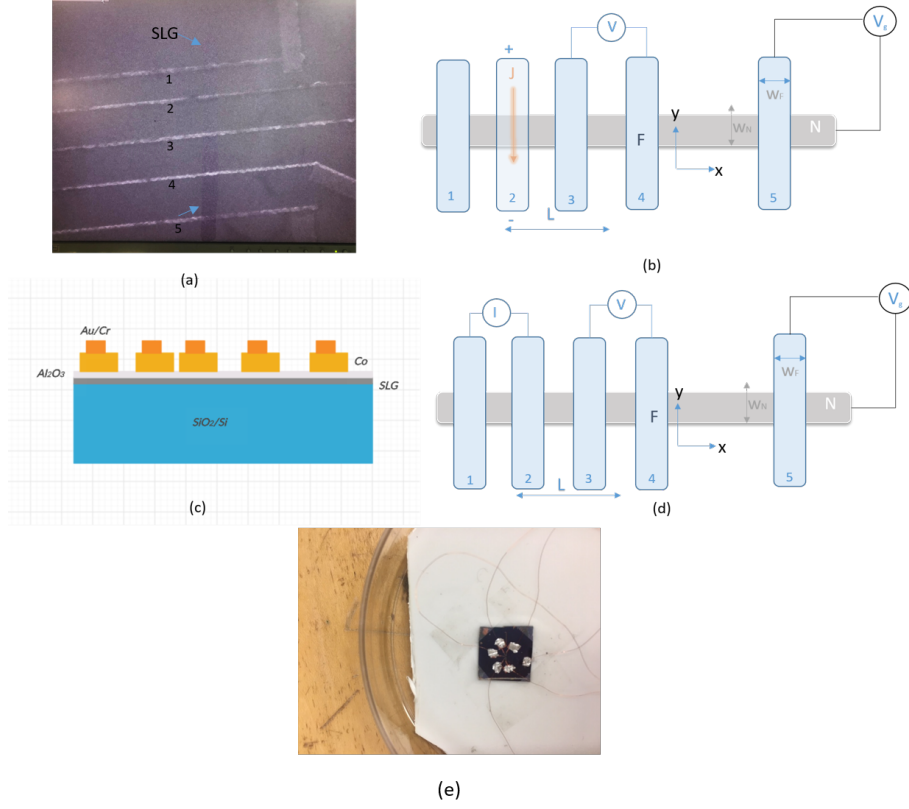 SLG
1
2
3
4
5
(a)
V
V_g
+
J
y
W_F
W_N
N
F
x
1
2
3
4
5
-
L
(b)
Au/Cr
Al₂O₃
Co
SLG
SiO₂/Si
(c)
I
V
V_g
y
W_F
W_N
N
F
x
1
2
3
4
5
L
(d)
(e)